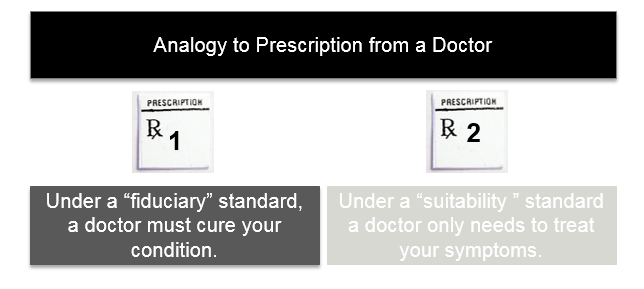 Analogy to Prescription from a Doctor
PRESCRIPTION
℞ 1
PRESCRIPTION
℞ 2
Under a “fiduciary” standard,
a doctor must cure your
condition.
Under a “suitability ” standard
a doctor only needs to treat
your symptoms.